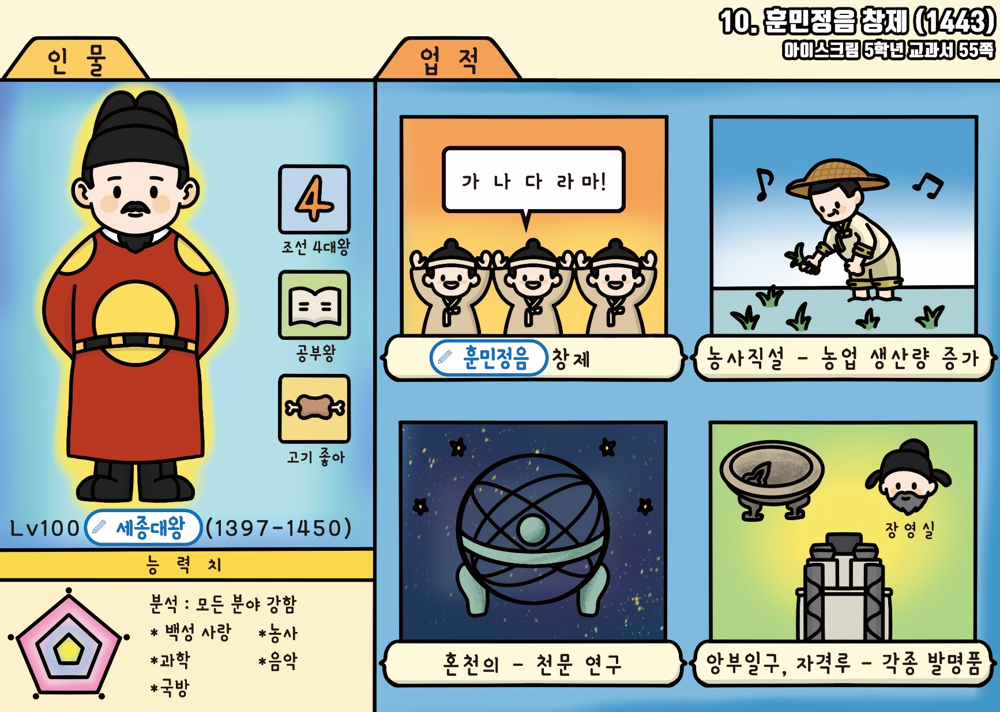 10. 훈민정음 창제 (1443)
아이스크림 5학년 교과서 55쪽
인 물
4
조선 4대왕
공부왕
고기 좋아
Lv100 세종대왕 (1397-1450)
능 력 치
분석 : 모든 분야 강함
* 백성 사랑 *농사
*과학 *음악
*국방
업 적
가 나 다 라 마!
훈민정음 창제
농사직설 - 농업 생산량 증가
혼천의 - 천문 연구
장영실
앙부일구, 자격루 - 각종 발명품